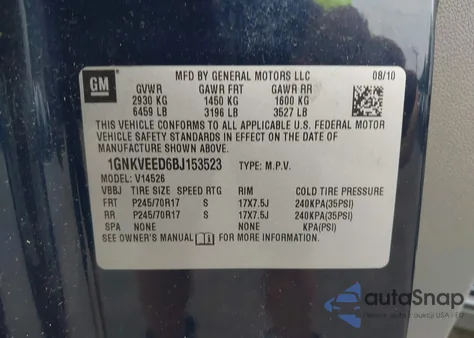 GM
MFD BY GENERAL MOTORS LLC 08/10
GVWR GAWR FRT GAWR RR
2930 KG 1450 KG 1600 KG
6459 LB 3196 LB 3527 LB
THIS VEHICLE CONFORMS TO ALL APPLICABLE U.S. FEDERAL MOTOR
VEHICLE SAFETY STANDARDS IN EFFECT ON THE DATE OF
MANUFACTURE SHOWN ABOVE.
1GNKVEED6BJ153523 TYPE: M.P.V.
MODEL: V14526
VBBJ TIRE SIZE SPEED RTG RIM COLD TIRE PRESSURE
FRT P245/70R17 S 17X7.5J 240KPA(35PSI)
RR P245/70R17 S 17X7.5J 240KPA(35PSI)
SPA NONE NONE NONE KPA(PSI)
SEE OWNER'S MANUAL FOR MORE INFORMATION.
autoSnap
z aukcji USA i